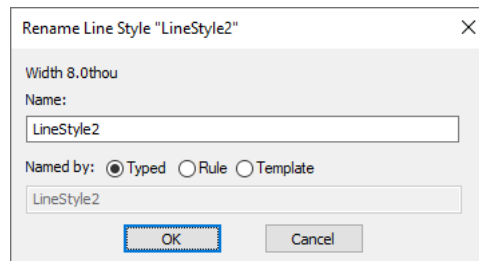 Rename Line Style "LineStyle2"
Width 8.0thou
Name:
LineStyle2
Named by: Typed Rule Template
LineStyle2
OK Cancel